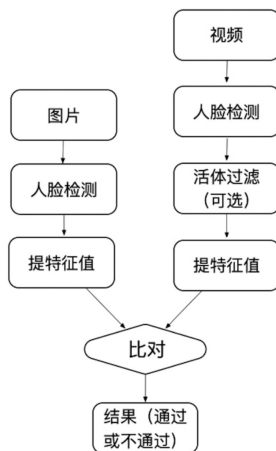 图片
人脸检测
提特征值
视频
人脸检测
活体过滤
（可选）
提特征值
比对
结果（通过
或不通过）